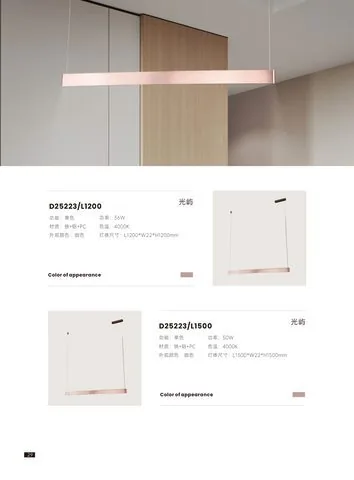 D25223/L1200
光屿
功能：单色 功率：36W
材质：铁+铝+PC 色温：4000K
外观颜色：曲色 灯具尺寸：L1200*W22*H1200mm
Color of appearance
D25223/L1500
光屿
功能：单色 功率：50W
材质：铁+铝+PC 色温：4000K
外观颜色：曲色 灯具尺寸：L1500*W22*H1500mm
Color of appearance
29